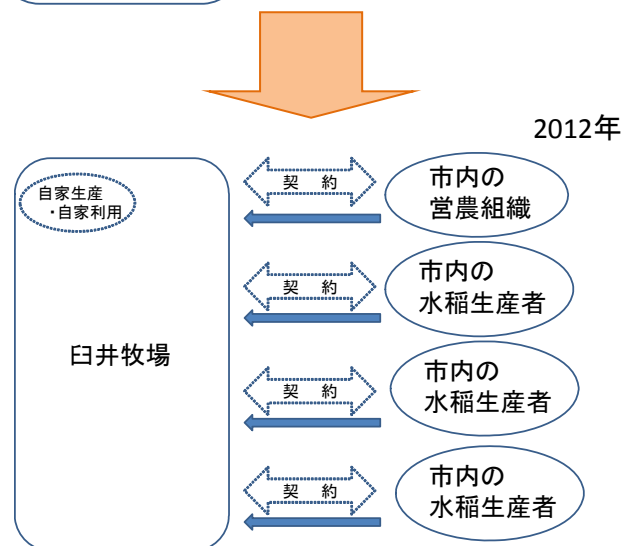 2012年
自家生産
・自家利用
臼井牧場
契 約
市内の
営農組織
契 約
市内の
水稲生産者
契 約
市内の
水稲生産者
契 約
市内の
水稲生産者